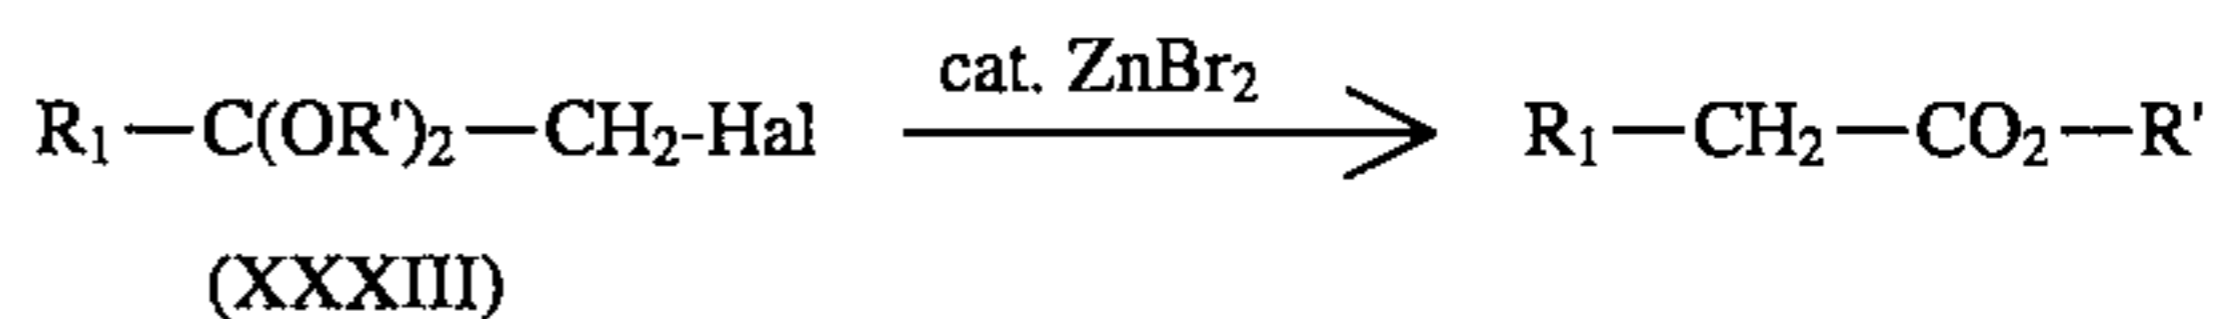 cat. ZnBr2
R1—C(OR')2—CH2-Hal R1—CH2—CO2—R'
(XXXIII)